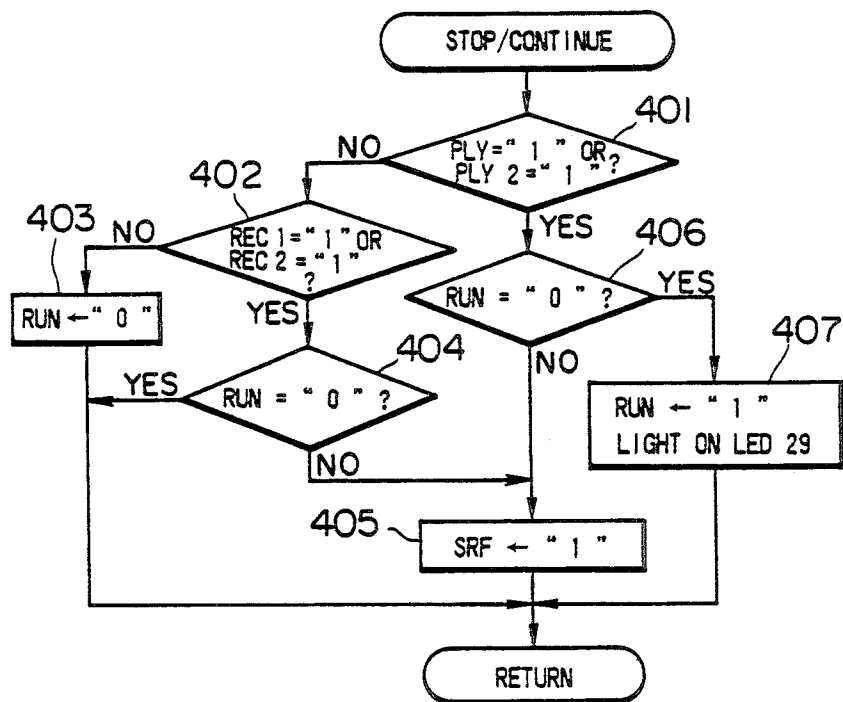 STOP/CONTINUE
401
PLY = “ 1 ” OR
PLY 2 = “ 1 ” ?
NO
YES
402
REC 1 = “ 1 ” OR
REC 2 = “ 1 ”
?
NO
YES
403
RUN ← “ 0 ”
406
RUN = “ 0 ” ?
YES
NO
404
RUN = “ 0 ” ?
YES
NO
407
RUN ← “ 1 ”
LIGHT ON LED 29
405
SRF ← “ 1 ”
RETURN